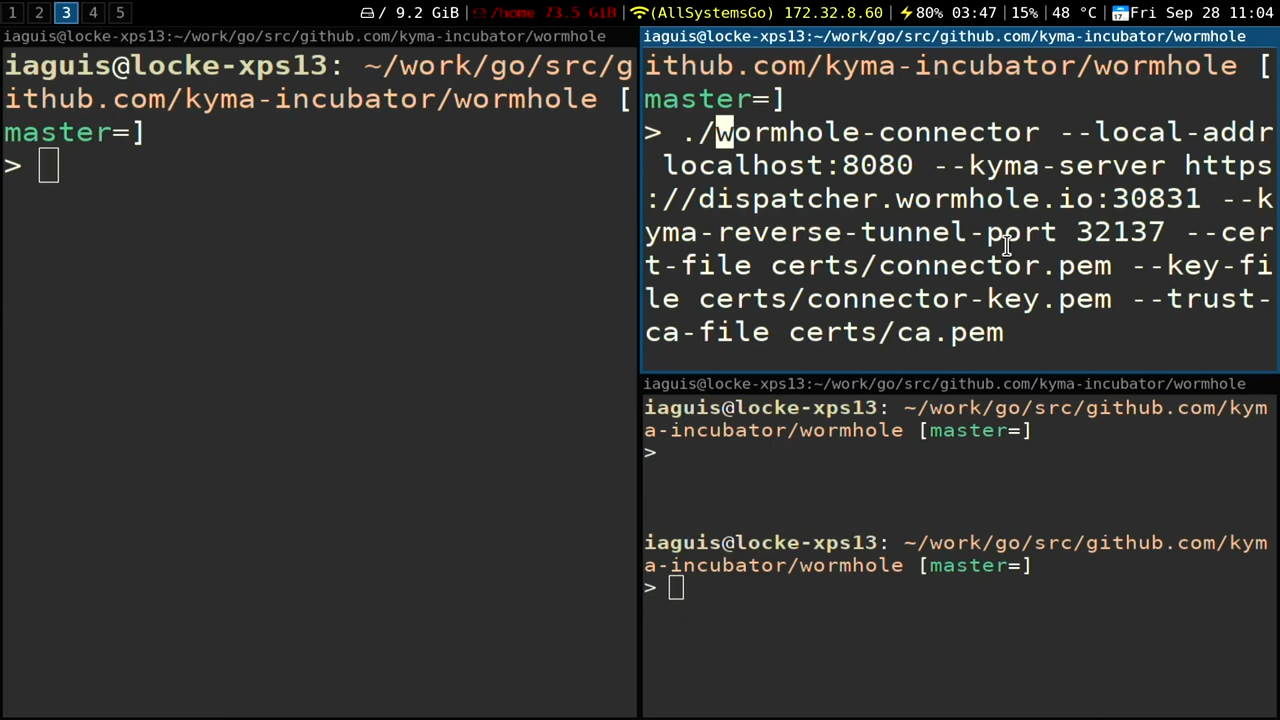 1 2 3 4 5 / 9.2 GiB | /home 73.5 GiB | (AllSystemsGo) 172.32.8.60 | ⚡80% 03:47 | 15% | 48 °C | Fri Sep 28 11:04
iaguis@locke-xps13:~/work/go/src/github.com/kyma-incubator/wormhole
iaguis@locke-xps13: ~/work/go/src/g
ithub.com/kyma-incubator/wormhole [
master=]
>
iaguis@locke-xps13:~/work/go/src/github.com/kyma-incubator/wormhole
ithub.com/kyma-incubator/wormhole [
master=]
> ./wormhole-connector --local-addr
localhost:8080 --kyma-server https
://dispatcher.wormhole.io:30831 --k
yma-reverse-tunnel-port 32137 --cer
t-file certs/connector.pem --key-fi
le certs/connector-key.pem --trust-
ca-file certs/ca.pem
iaguis@locke-xps13:~/work/go/src/github.com/kyma-incubator/wormhole
iaguis@locke-xps13: ~/work/go/src/github.com/kym
a-incubator/wormhole [master=]
>
iaguis@locke-xps13: ~/work/go/src/github.com/kym
a-incubator/wormhole [master=]
>